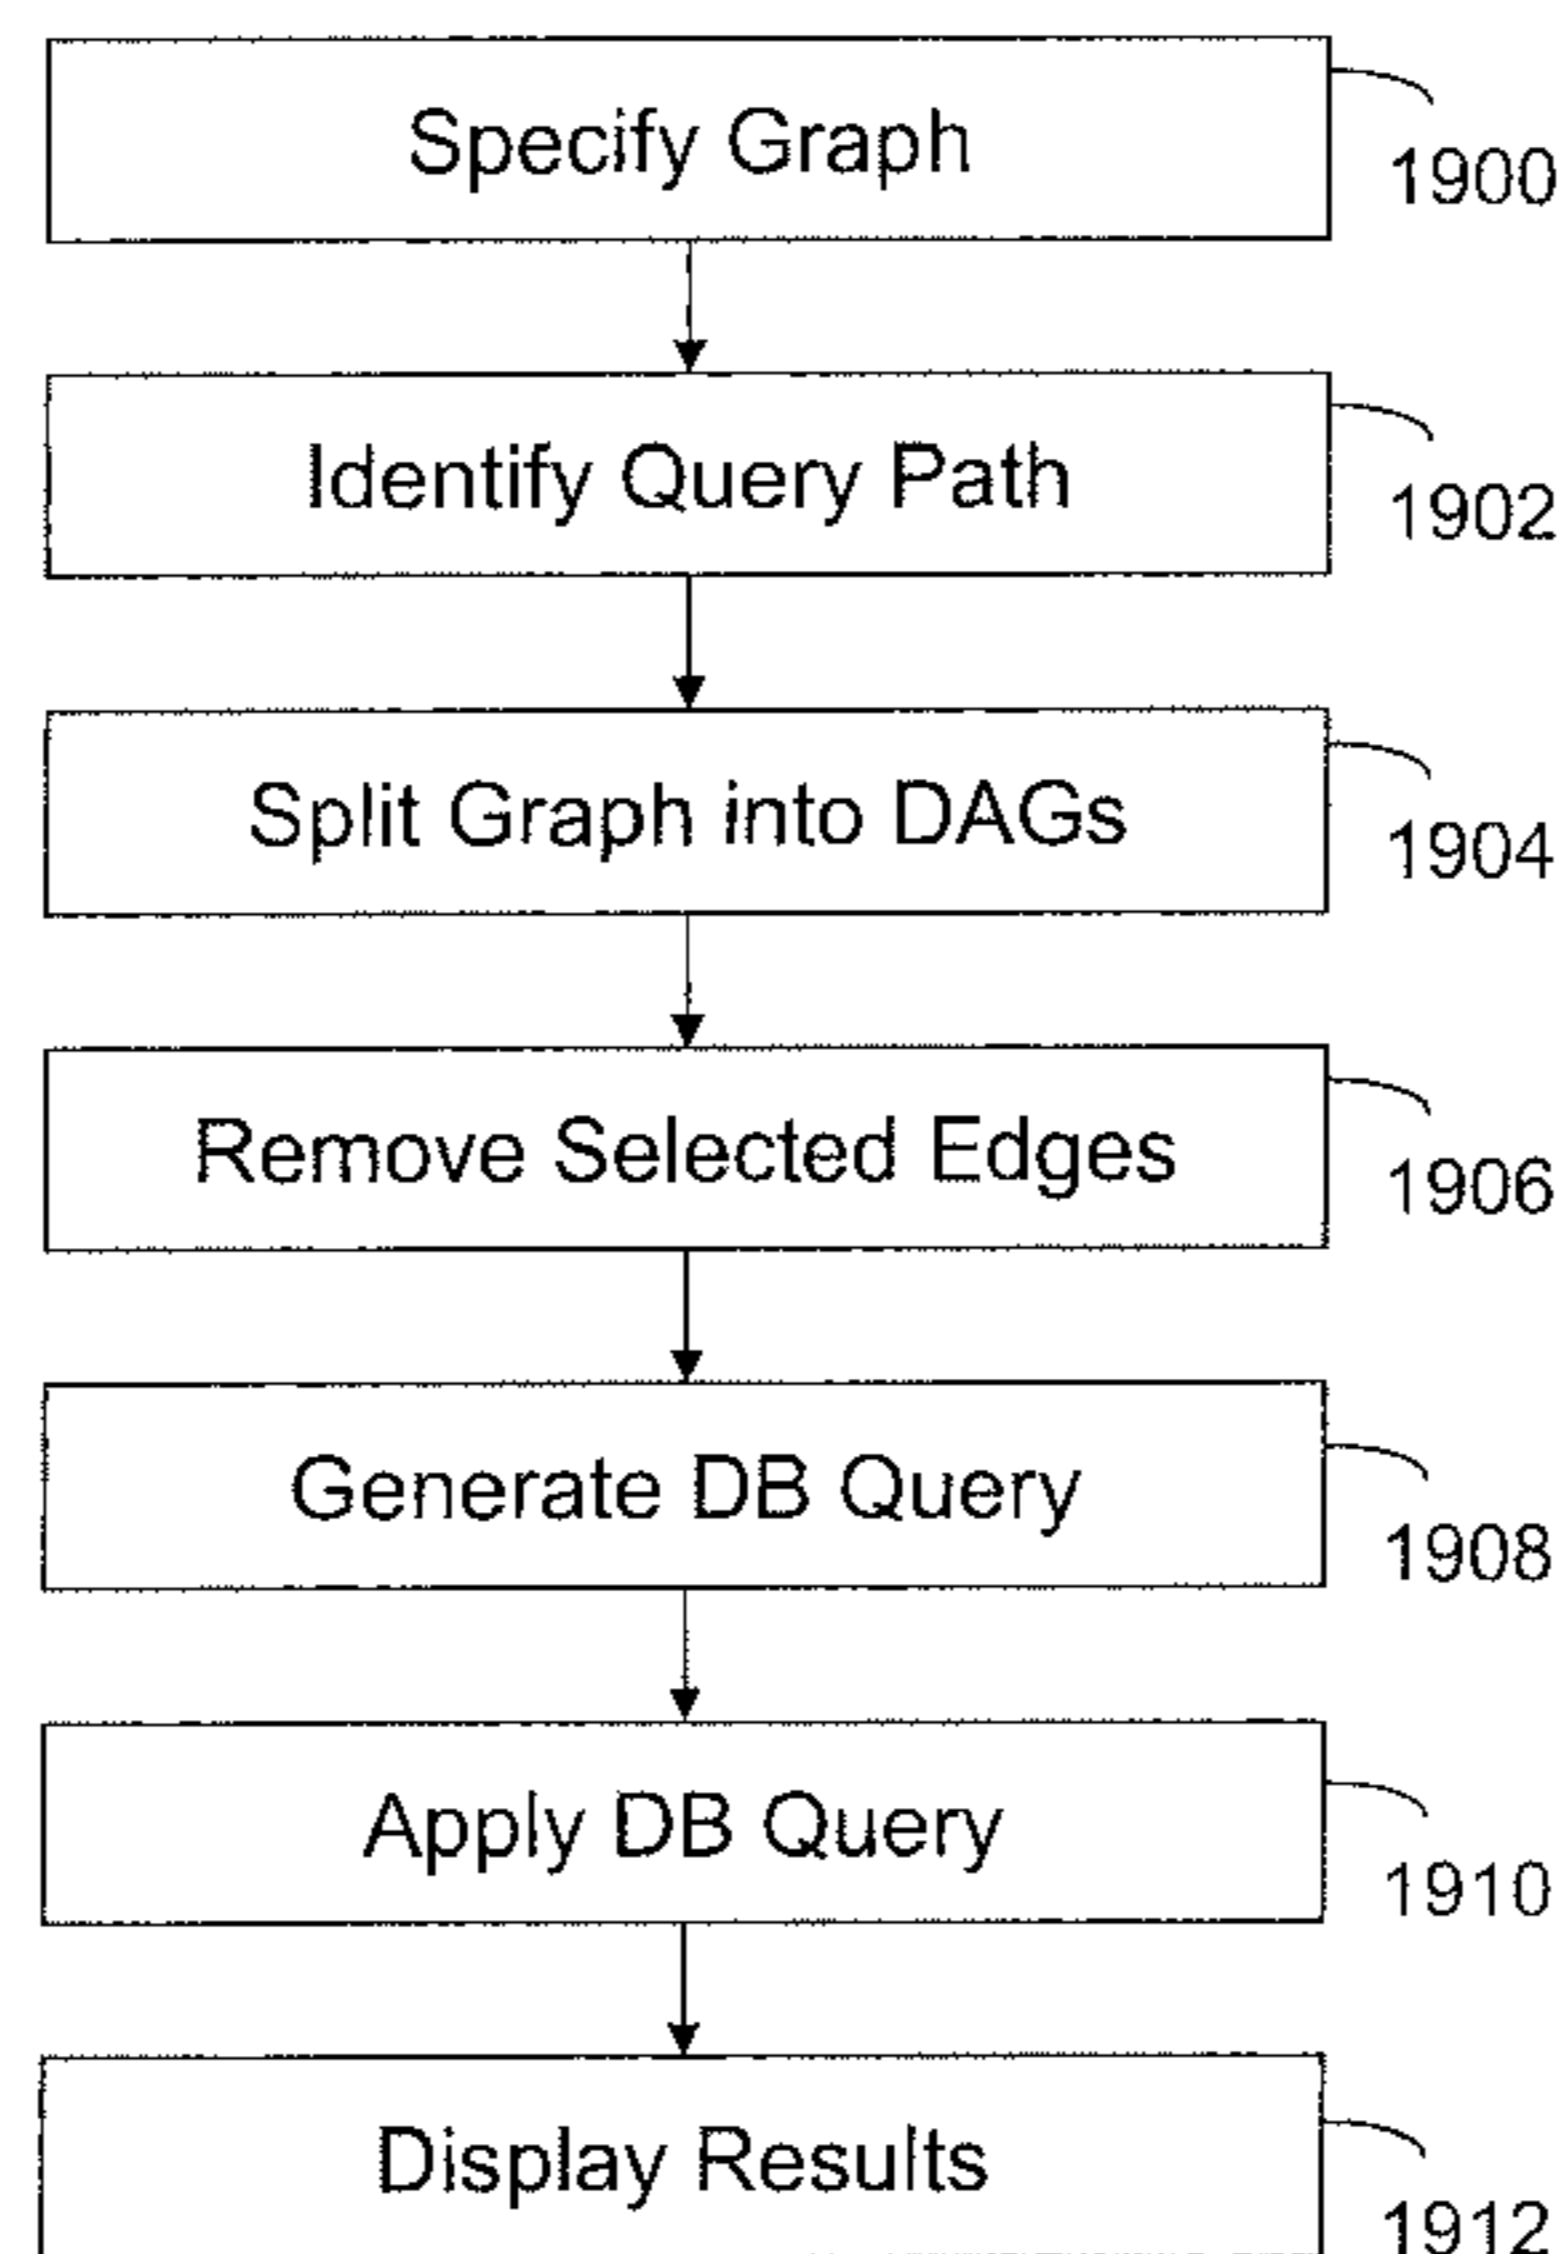 Specify Graph
1900
Identify Query Path
1902
Split Graph into DAGs
1904
Remove Selected Edges
1906
Generate DB Query
1908
Apply DB Query
1910
Display Results
1912